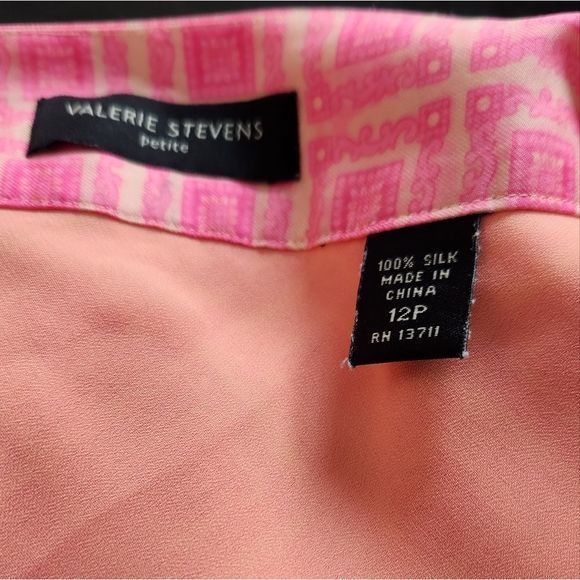 VALERIE STEVENS
petite
100% SILK
MADE IN
CHINA
12P
RN 13711